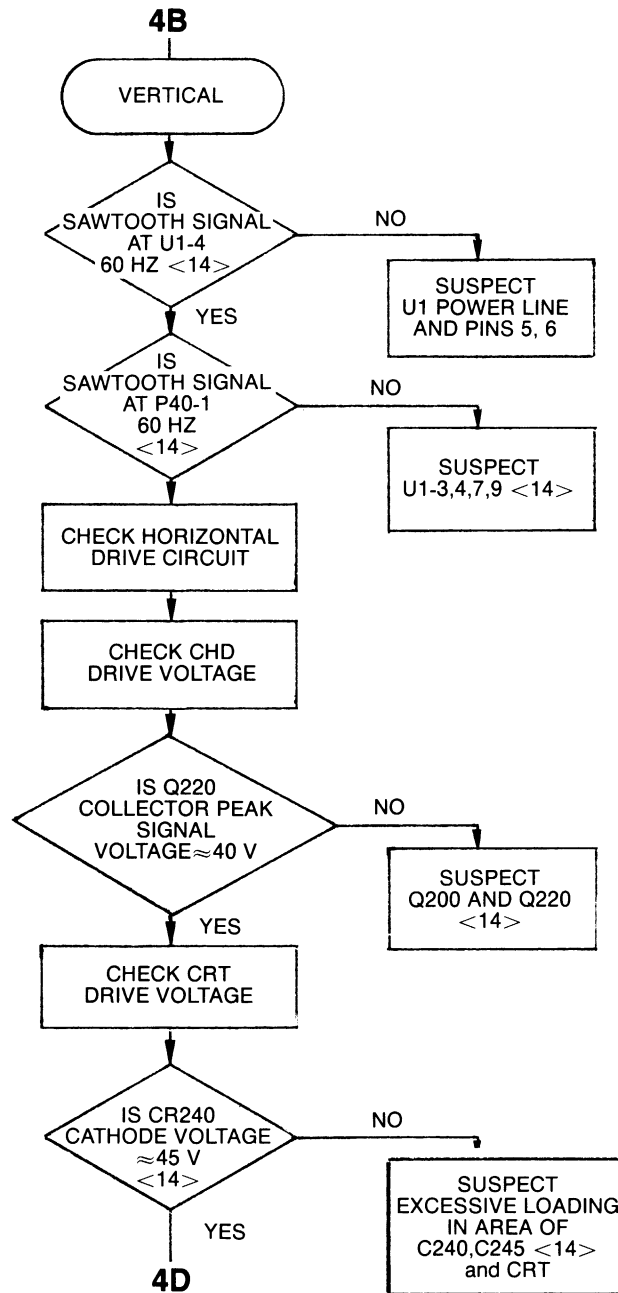 4B
VERTICAL
IS
SAWTOOTH SIGNAL
AT U1-4
60 HZ <14>
NO
SUSPECT
U1 POWER LINE
AND PINS 5, 6
YES
IS
SAWTOOTH SIGNAL
AT P40-1
60 HZ
<14>
NO
SUSPECT
U1-3,4,7,9 <14>
CHECK HORIZONTAL
DRIVE CIRCUIT
CHECK CHD
DRIVE VOLTAGE
IS Q220
COLLECTOR PEAK
SIGNAL
VOLTAGE≈40 V
NO
SUSPECT
Q200 AND Q220
<14>
YES
CHECK CRT
DRIVE VOLTAGE
IS CR240
CATHODE VOLTAGE
≈45 V
<14>
NO
SUSPECT
EXCESSIVE LOADING
IN AREA OF
C240,C245 <14>
and CRT
YES
4D